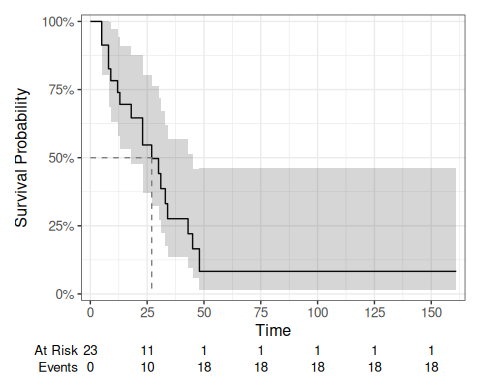 100%
75%
50%
25%
0%
Survival Probability
0 25 50 75 100 125 150
Time
At Risk 23 11 1 1 1 1 1
Events 0 10 18 18 18 18 18